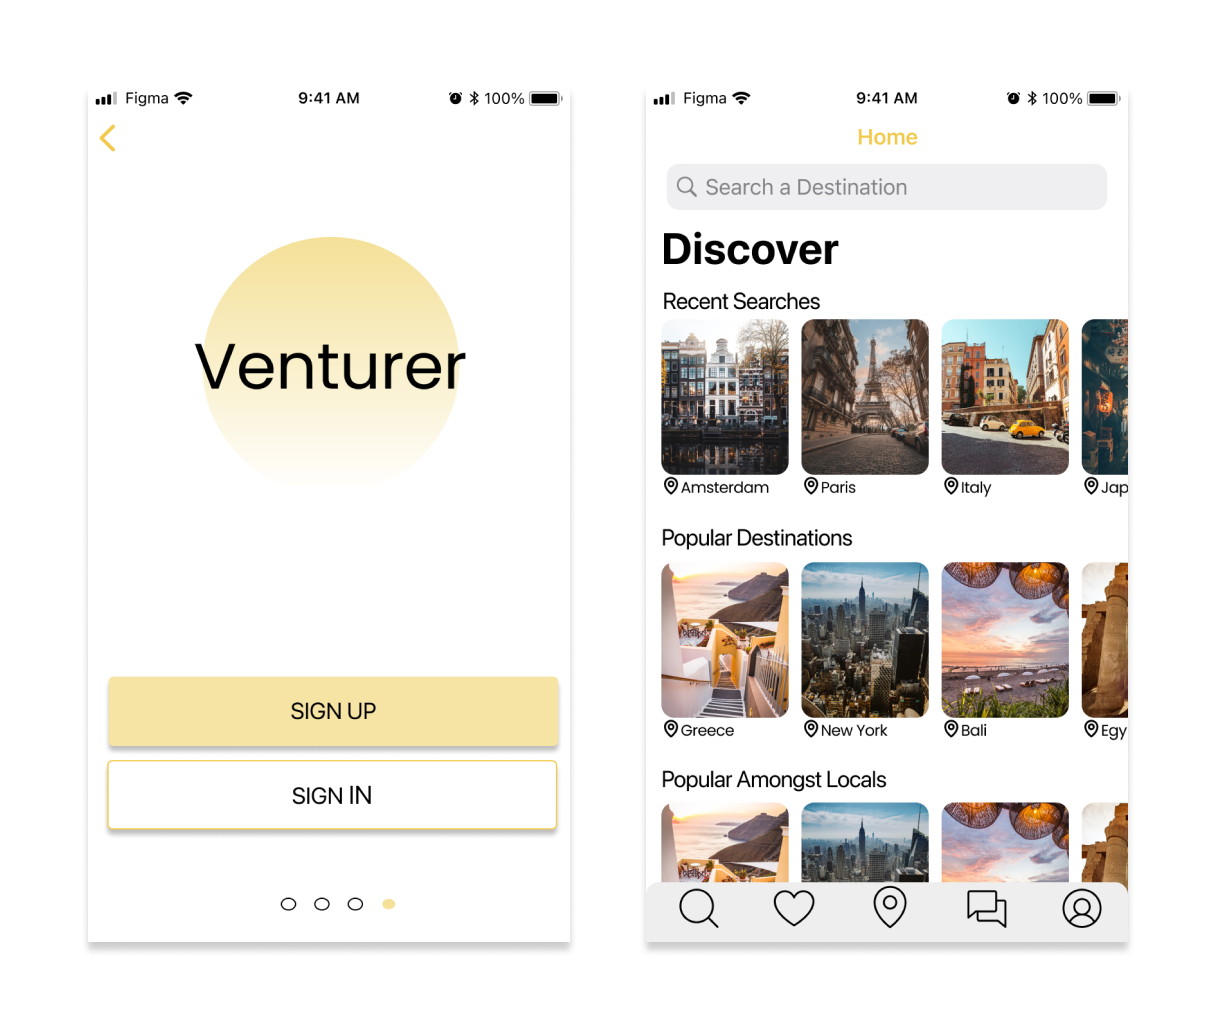 Figma 9:41 AM 100%
Venturer
SIGN UP
SIGN IN
Figma 9:41 AM 100%
Home
Search a Destination
Discover
Recent Searches
Amsterdam Paris Italy Jap
Popular Destinations
Greece New York Bali Egy
Popular Amongst Locals